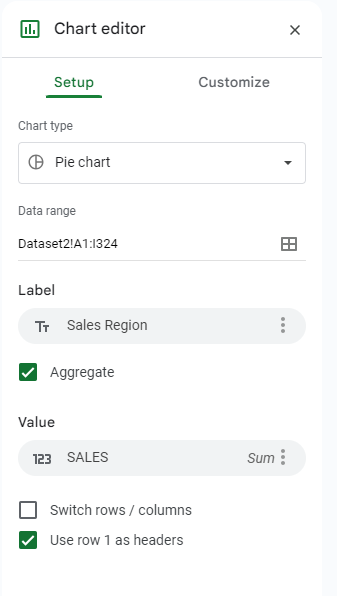 Chart editor
Setup Customize
Chart type
Pie chart
Data range
Dataset2!A1:I324
Label
Tт Sales Region
Aggregate
Value
123 SALES Sum
Switch rows / columns
Use row 1 as headers